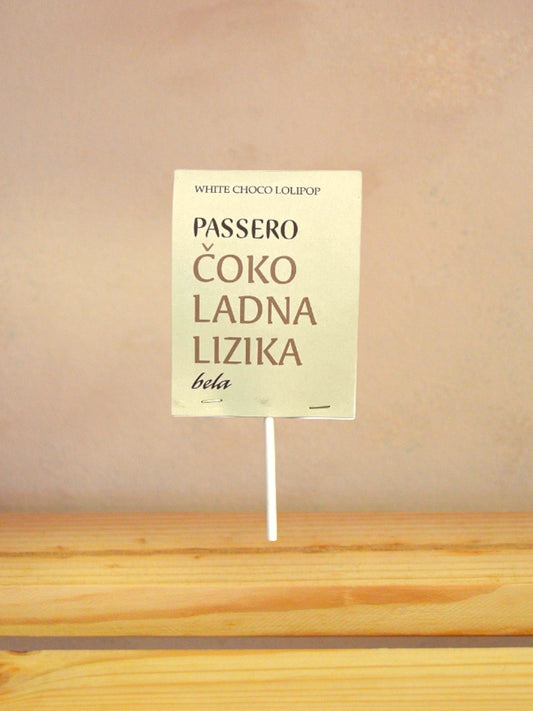 WHITE CHOCO LOLIPOP
PASSERO
ČOKO
LADNA
LIZIKA
bela